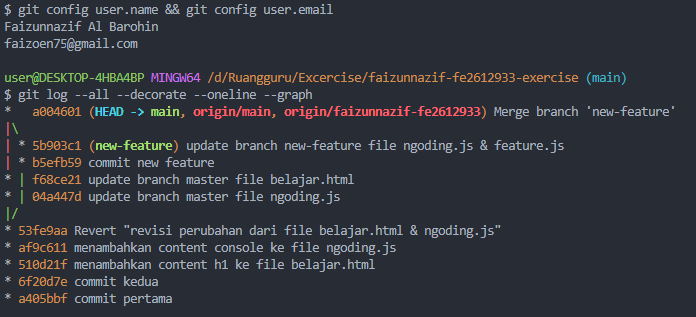 $ git config user.name && git config user.email
Faizunnazif Al Barohin
faizoen75@gmail.com
user@DESKTOP-4HBA4BP MINGW64 /d/Ruangguru/Excercise/faizunnazif-fe2612933-exercise (main)
$ git log --all --decorate --oneline --graph
*   a004601 (HEAD -> main, origin/main, origin/faizunnazif-fe2612933) Merge branch 'new-feature'
|\
| * 5b903c1 (new-feature) update branch new-feature file ngoding.js & feature.js
| * b5efb59 commit new feature
* | f68ce21 update branch master file belajar.html
* | 04a447d update branch master file ngoding.js
|/
* 53fe9aa Revert "revisi perubahan dari file belajar.html & ngoding.js"
* af9c611 menambahkan content console ke file ngoding.js
* 510d21f menambahkan content h1 ke file belajar.html
* 6f20d7e commit kedua
* a405bbf commit pertama